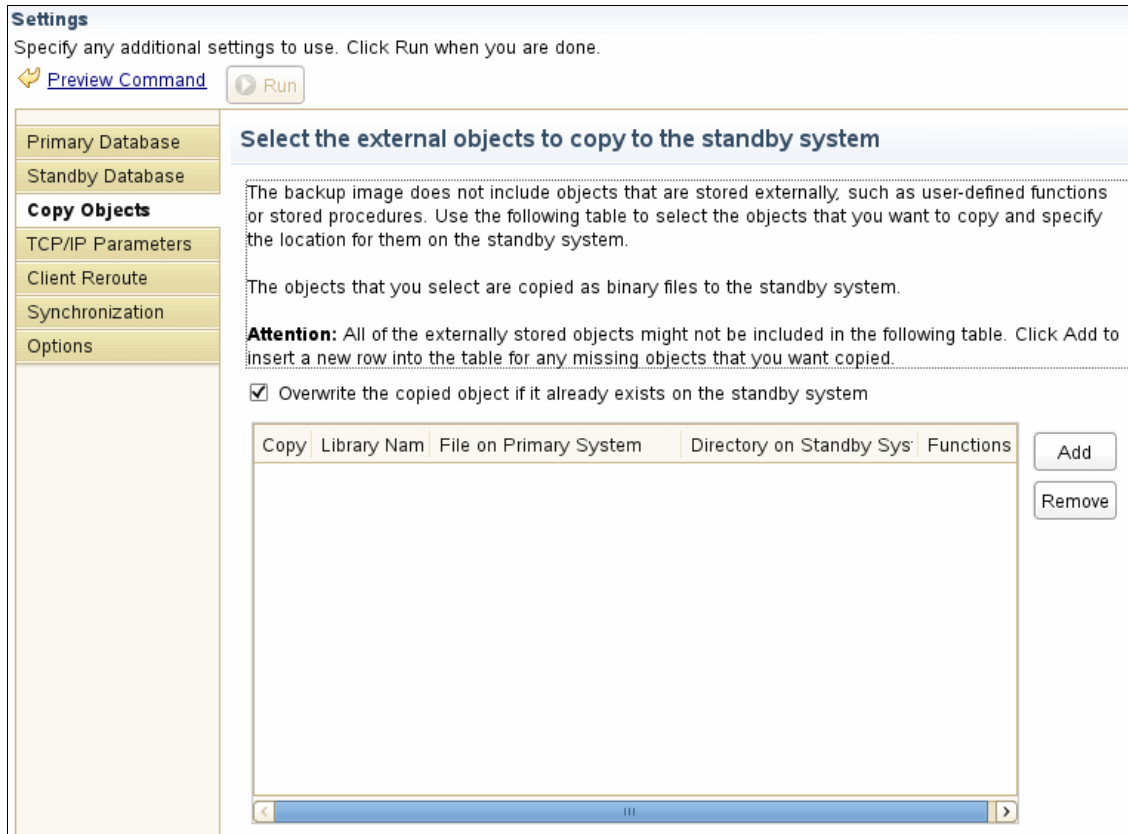 Settings
Specify any additional settings to use. Click Run when you are done.
Preview Command
Run
Primary Database
Standby Database
Copy Objects
TCP/IP Parameters
Client Reroute
Synchronization
Options
Select the external objects to copy to the standby system
The backup image does not include objects that are stored externally, such as user-defined functions
or stored procedures. Use the following table to select the objects that you want to copy and specify
the location for them on the standby system.
The objects that you select are copied as binary files to the standby system.
Attention: All of the externally stored objects might not be included in the following table. Click Add to
insert a new row into the table for any missing objects that you want copied.
Overwrite the copied object if it already exists on the standby system
Copy Library Nam File on Primary System Directory on Standby Sys Functions
Add
Remove